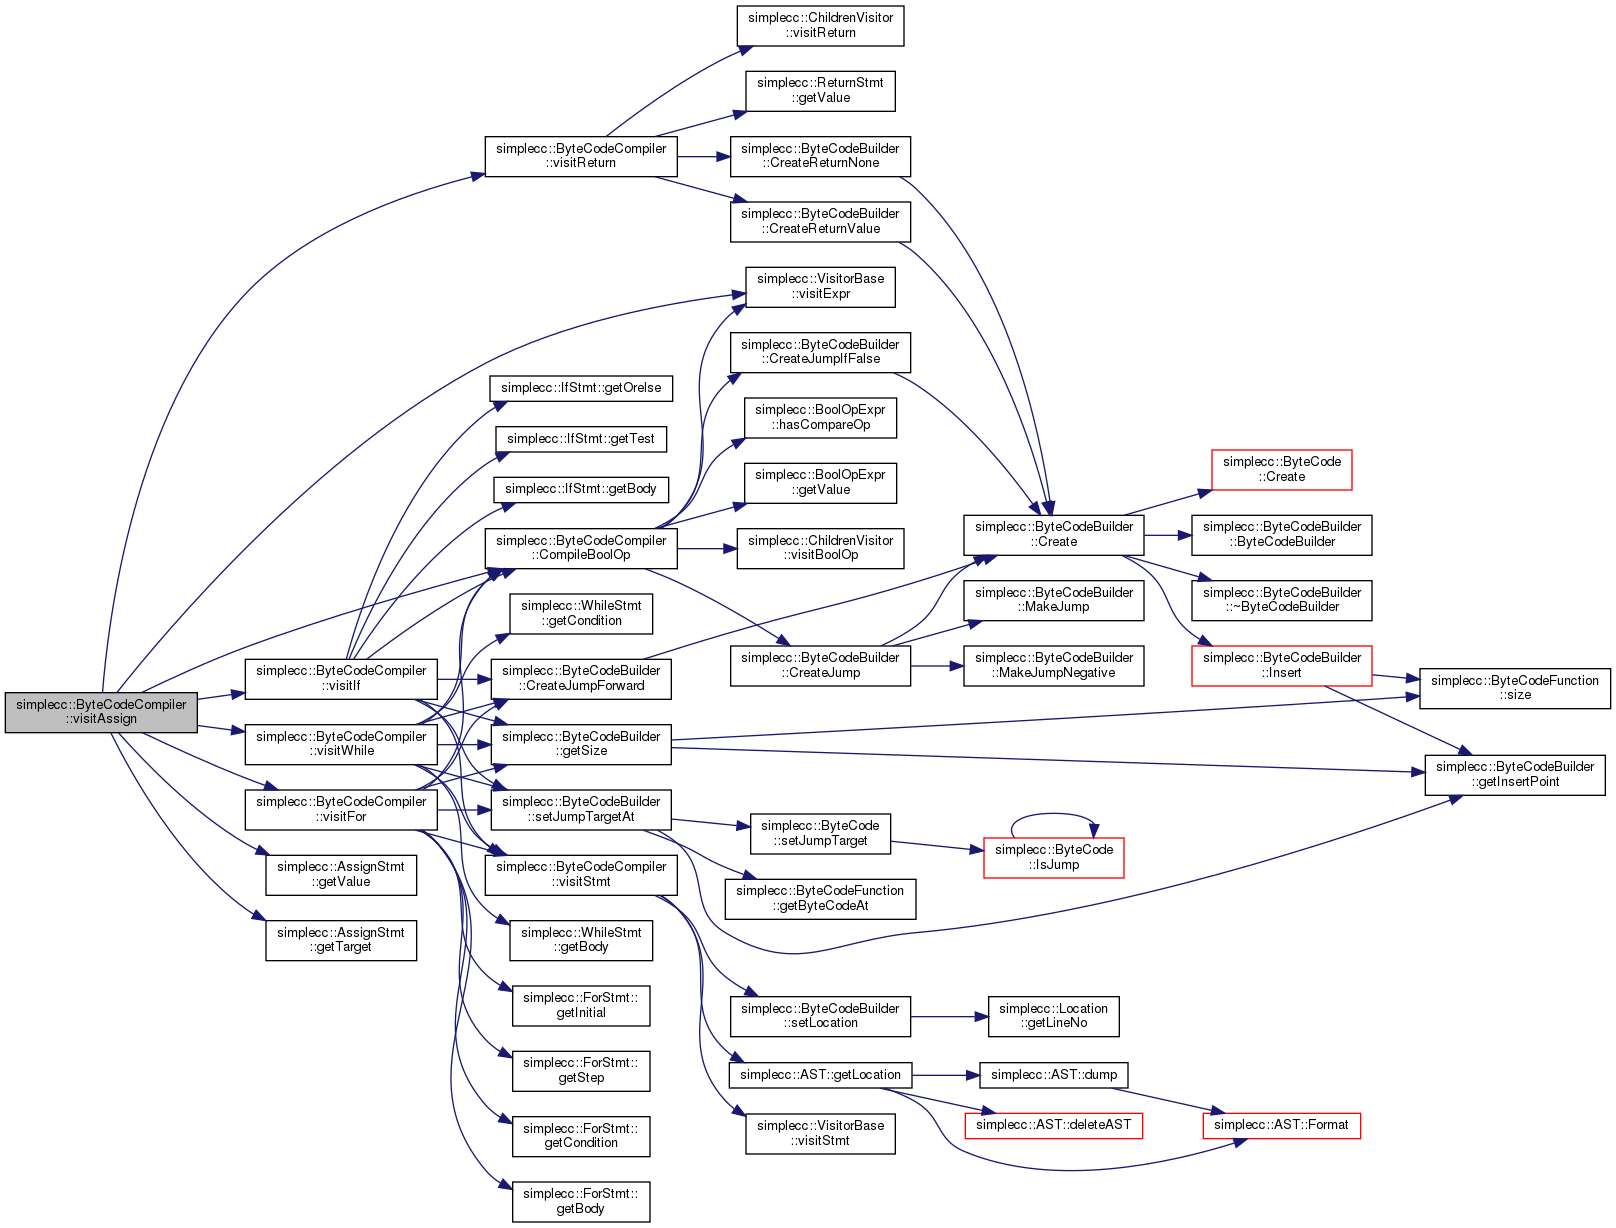 simplecc::ByteCodeCompiler
::visitAssign
simplecc::ByteCodeCompiler
::visitReturn
simplecc::IfStmt::getOrelse
simplecc::IfStmt::getTest
simplecc::IfStmt::getBody
simplecc::ByteCodeCompiler
::CompileBoolOp
simplecc::WhileStmt
::getCondition
simplecc::ByteCodeCompiler
::visitIf
simplecc::ByteCodeBuilder
::CreateJumpForward
simplecc::ByteCodeCompiler
::visitWhile
simplecc::ByteCodeBuilder
::getSize
simplecc::ByteCodeCompiler
::visitFor
simplecc::ByteCodeBuilder
::setJumpTargetAt
simplecc::AssignStmt
::getValue
simplecc::ByteCodeCompiler
::visitStmt
simplecc::AssignStmt
::getTarget
simplecc::WhileStmt
::getBody
simplecc::ForStmt::
getInitial
simplecc::ForStmt::
getStep
simplecc::ForStmt::
getCondition
simplecc::ForStmt::
getBody
simplecc::ChildrenVisitor
::visitReturn
simplecc::ReturnStmt
::getValue
simplecc::ByteCodeBuilder
::CreateReturnNone
simplecc::ByteCodeBuilder
::CreateReturnValue
simplecc::VisitorBase
::visitExpr
simplecc::ByteCodeBuilder
::CreateJumpIfFalse
simplecc::BoolOpExpr
::hasCompareOp
simplecc::BoolOpExpr
::getValue
simplecc::ChildrenVisitor
::visitBoolOp
simplecc::ByteCodeBuilder
::CreateJump
simplecc::ByteCode
::setJumpTarget
simplecc::ByteCodeFunction
::getByteCodeAt
simplecc::ByteCodeBuilder
::setLocation
simplecc::AST::getLocation
simplecc::VisitorBase
::visitStmt
simplecc::ByteCodeBuilder
::Create
simplecc::ByteCodeBuilder
::MakeJump
simplecc::ByteCodeBuilder
::MakeJumpNegative
simplecc::ByteCode
::IsJump
simplecc::Location
::getLineNo
simplecc::AST::dump
simplecc::AST::deleteAST
simplecc::ByteCode
::Create
simplecc::ByteCodeBuilder
::ByteCodeBuilder
simplecc::ByteCodeBuilder
::~ByteCodeBuilder
simplecc::ByteCodeBuilder
::Insert
simplecc::AST::Format
simplecc::ByteCodeFunction
::size
simplecc::ByteCodeBuilder
::getInsertPoint